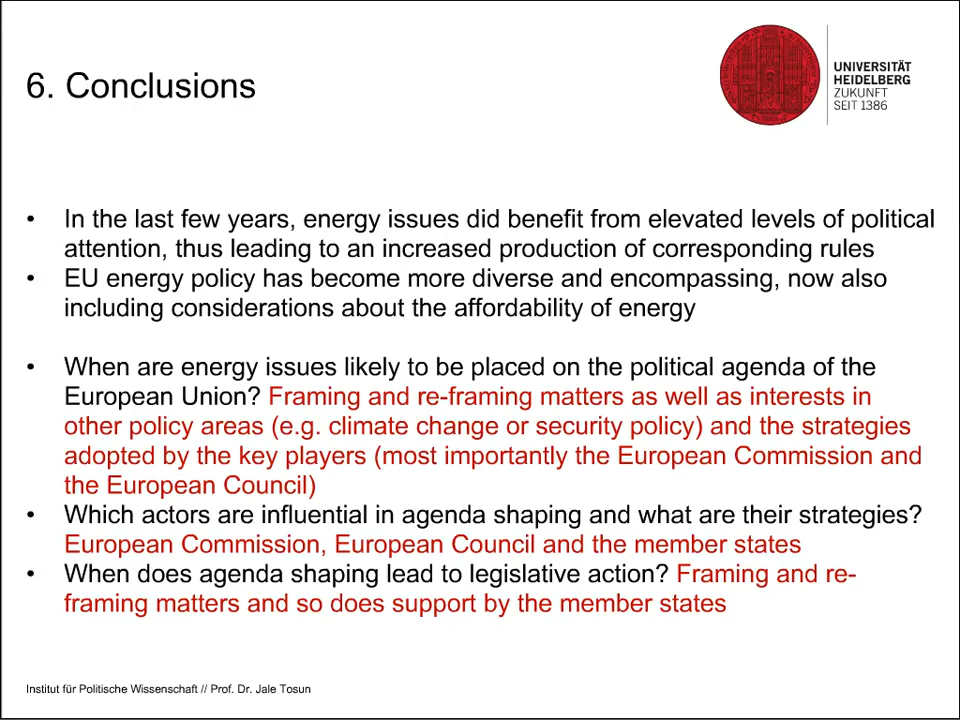 6. Conclusions
UNIVERSITÄT
HEIDELBERG
ZUKUNFT
SEIT 1386
• In the last few years, energy issues did benefit from elevated levels of political
attention, thus leading to an increased production of corresponding rules
• EU energy policy has become more diverse and encompassing, now also
including considerations about the affordability of energy
• When are energy issues likely to be placed on the political agenda of the
European Union? Framing and re-framing matters as well as interests in
other policy areas (e.g. climate change or security policy) and the strategies
adopted by the key players (most importantly the European Commission and
the European Council)
• Which actors are influential in agenda shaping and what are their strategies?
European Commission, European Council and the member states
• When does agenda shaping lead to legislative action? Framing and re-
framing matters and so does support by the member states
Institut für Politische Wissenschaft // Prof. Dr. Jale Tosun